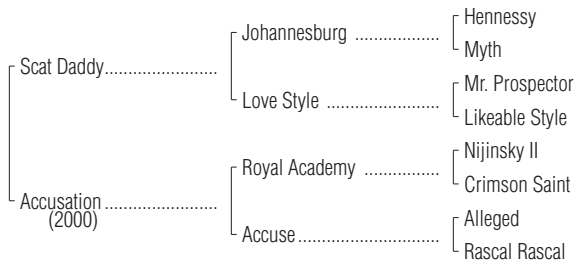 Hennessy
Johannesburg ..................
Myth
Scat Daddy........................
Mr. Prospector
Love Style ........................
Likeable Style
Nijinsky II
Royal Academy ................
Crimson Saint
Accusation ........................
(2000)
Alleged
Accuse..............................
Rascal Rascal